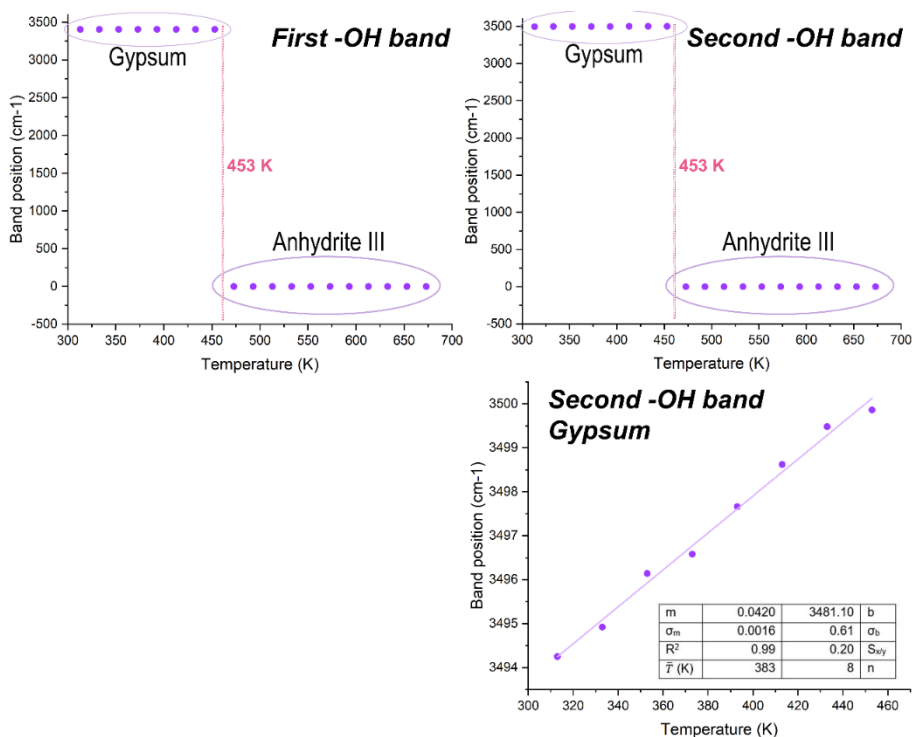 First -OH band
Gypsum
453 K
Anhydrite III
Band position (cm-1)
3500
3000
2500
2000
1500
1000
500
0
-500
300 350 400 450 500 550 600 650 700
Temperature (K)
Second -OH band
Gypsum
453 K
Anhydrite III
Band position (cm-1)
3500
3000
2500
2000
1500
1000
500
0
-500
300 350 400 450 500 550 600 650 700
Temperature (K)
Second -OH band
Gypsum
Band position (cm-1)
3500
3499
3498
3497
3496
3495
3494
m 0.0420 3481.10 b
σm 0.0016 0.61 σb
R² 0.99 0.20 Sx/y
T̅ (K) 383 8 n
300 320 340 360 380 400 420 440 460
Temperature (K)